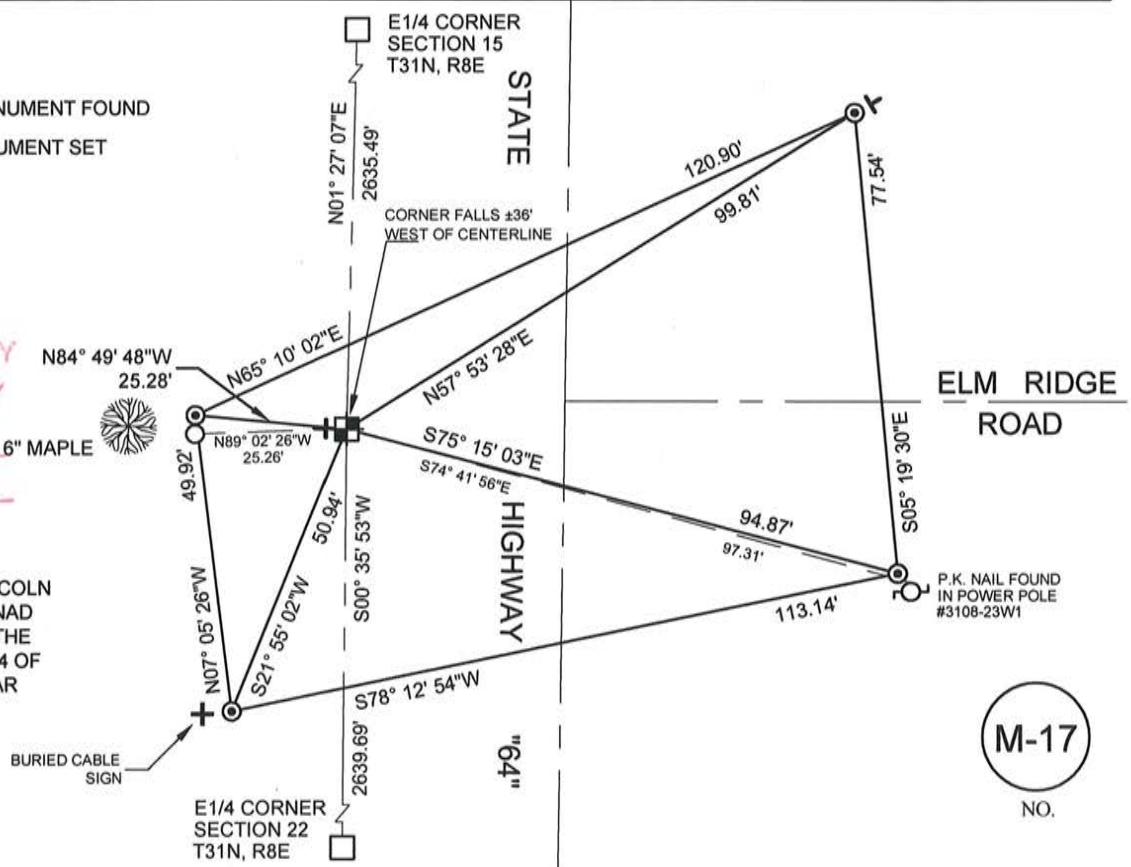 E1/4 CORNER
SECTION 15
T31N, R8E
NUMENT FOUND
UMENT SET
STATE
N01° 27' 07"E
2635.49'
CORNER FALLS ±36'
WEST OF CENTERLINE
120.90'
99.81'
77.54'
N84° 49' 48"W
25.28'
N65° 10' 02"E
N57° 53' 28"E
ELM RIDGE
ROAD
6" MAPLE
N89° 02' 26"W
25.26'
S75° 15' 03"E
S74° 41' 56"E
94.87'
97.31'
S05° 19' 30"E
49.92'
50.94'
N07° 05' 26"W
S21° 55' 02"W
S00° 35' 53"W
HIGHWAY
P.K. NAIL FOUND
IN POWER POLE
#3108-23W1
113.14'
S78° 12' 54"W
COLN
NAD
THE
4 OF
AR
BURIED CABLE
SIGN
2639.69'
"64"
M-17
NO.
E1/4 CORNER
SECTION 22
T31N, R8E